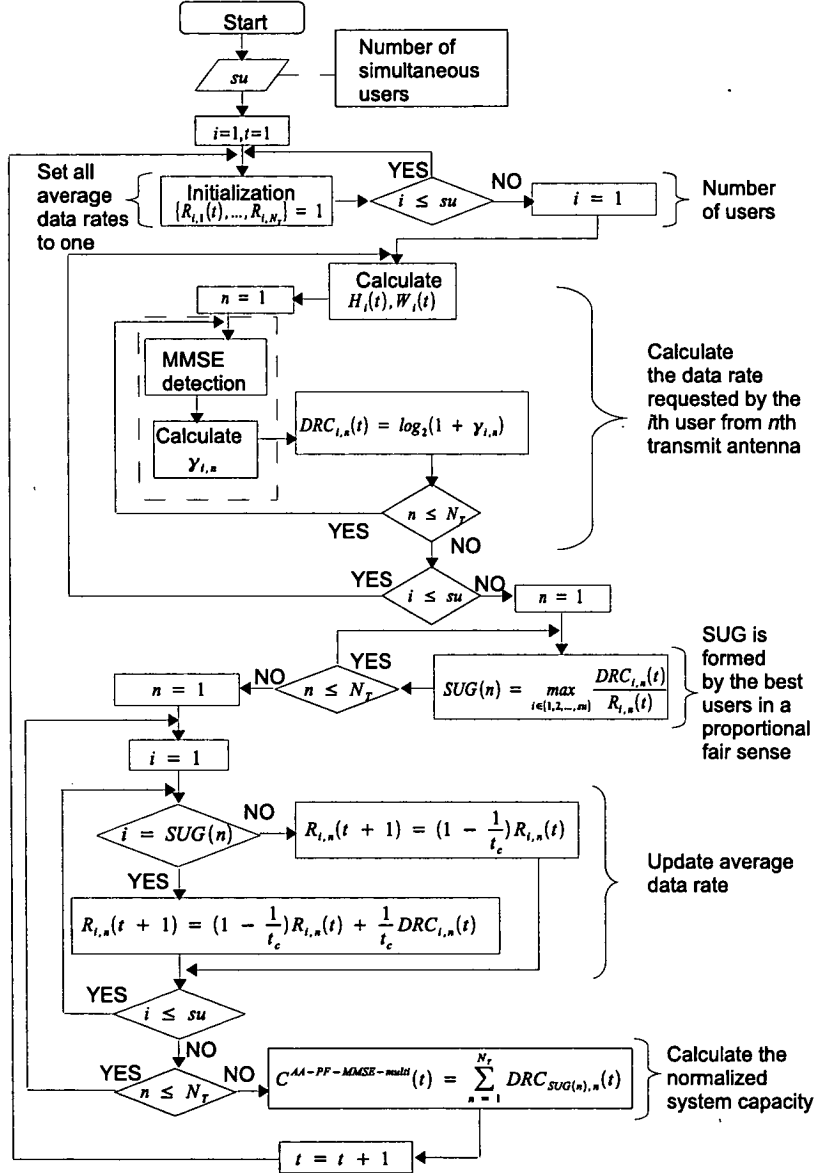 Start
su
Number of
simultaneous
users
i=1,t=1
Set all
average
data rates
to one
Initialization
{R_{i,1}(t),..., R_{i,N_T}} = 1
YES
i ≤ su
NO
i = 1
Number
of users
Calculate
H_i(t), W_i(t)
n = 1
MMSE
detection
Calculate
γ_{i,n}
DRC_{i,n}(t) = log_2(1 + γ_{i,n})
Calculate
the data rate
requested by the
ith user from nth
transmit antenna
n ≤ N_T
YES
NO
YES
i ≤ su
NO
n = 1
YES
NO
n ≤ N_T
n = 1
SUG(n) = max_{i∈{1,2,...,su}} DRC_{i,n}(t) / R_{i,n}(t)
SUG is
formed
by the best
users in a
proportional
fair sense
i = 1
i = SUG(n)
NO
R_{i,n}(t + 1) = (1 - 1/t_c)R_{i,n}(t)
YES
R_{i,n}(t + 1) = (1 - 1/t_c)R_{i,n}(t) + 1/t_c DRC_{i,n}(t)
Update average
data rate
YES
i ≤ su
NO
YES
n ≤ N_T
NO
C^{AA-PF-MMSE-multi}(t) = ∑_{n = 1}^{N_T} DRC_{SUG(n),n}(t)
Calculate the
normalized
system capacity
t = t + 1